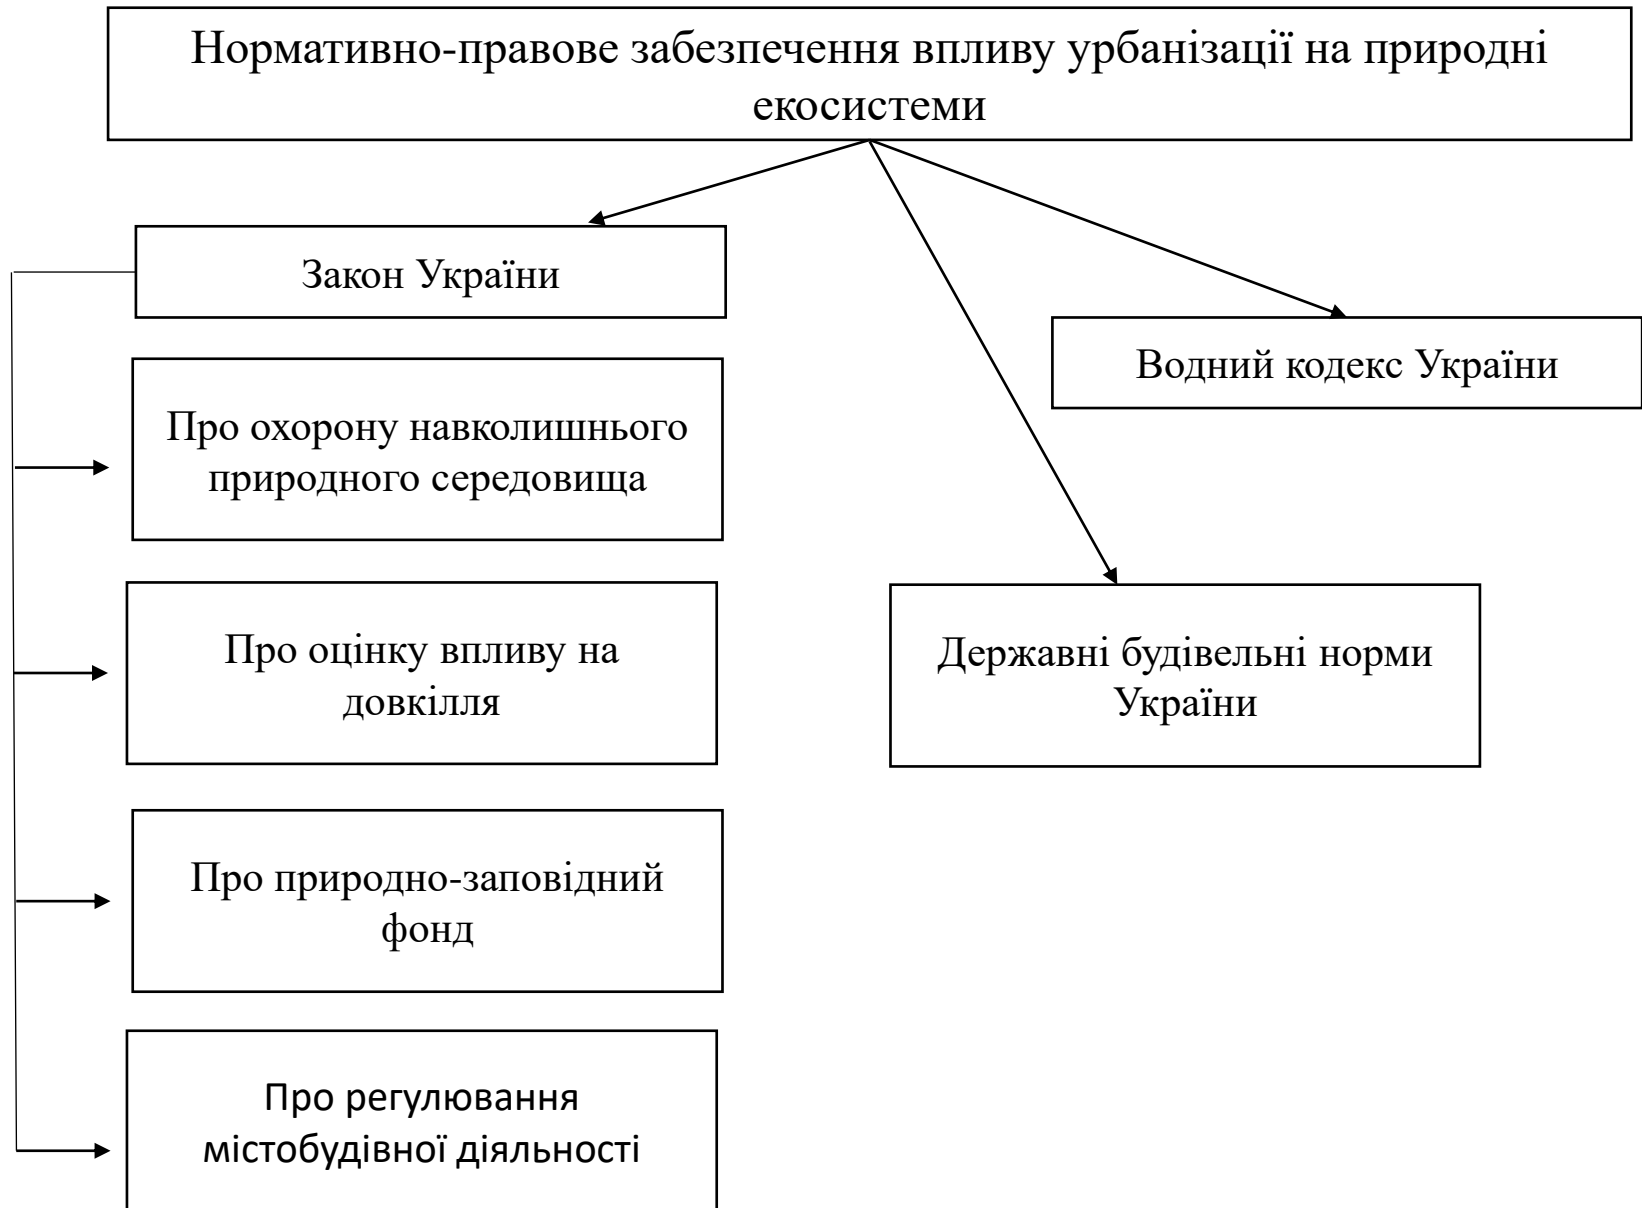 Нормативно-правове забезпечення впливу урбанізації на природні
екосистеми
Закон України
Водний кодекс України
Про охорону навколишнього
природного середовища
Про оцінку впливу на
довкілля
Державні будівельні норми
України
Про природно-заповідний
фонд
Про регулювання
містобудівної діяльності